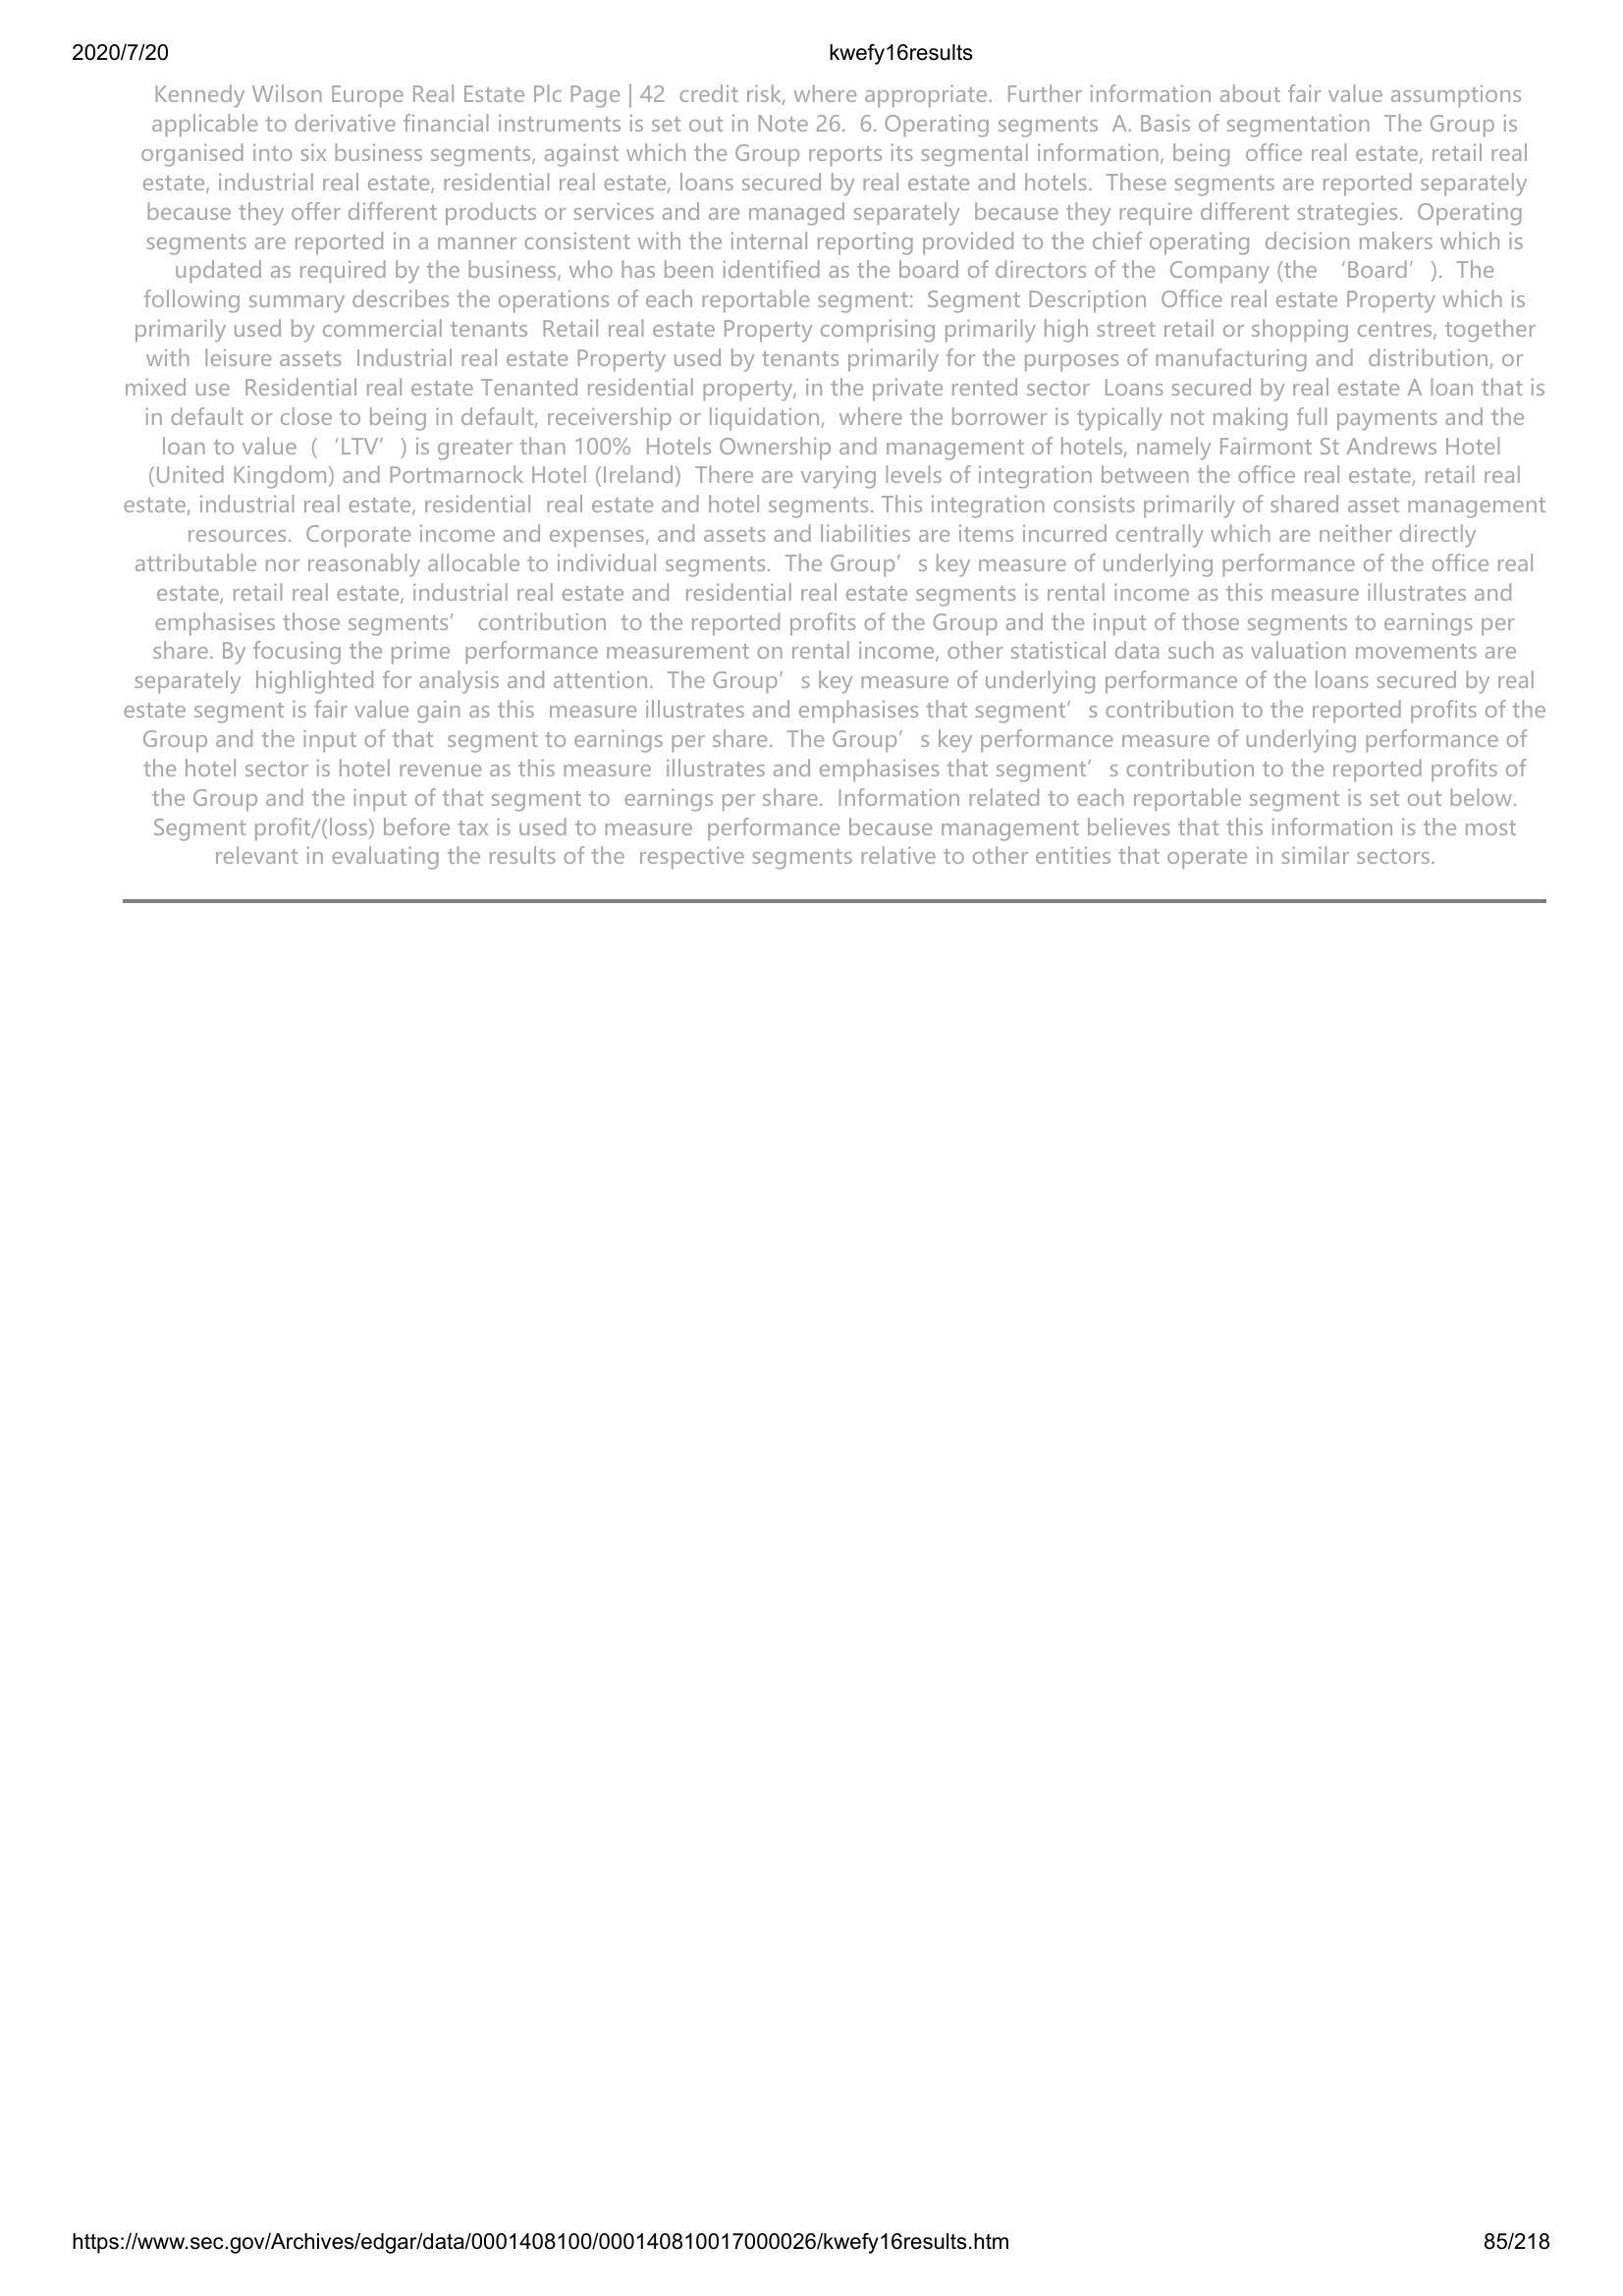 2020/7/20 kwefy16results
Kennedy Wilson Europe Real Estate Plc Page | 42 credit risk, where appropriate. Further information about fair value assumptions
applicable to derivative financial instruments is set out in Note 26. 6. Operating segments A. Basis of segmentation The Group is
organised into six business segments, against which the Group reports its segmental information, being office real estate, retail real
estate, industrial real estate, residential real estate, loans secured by real estate and hotels. These segments are reported separately
because they offer different products or services and are managed separately because they require different strategies. Operating
segments are reported in a manner consistent with the internal reporting provided to the chief operating decision makers which is
updated as required by the business, who has been identified as the board of directors of the Company (the ‘Board’). The
following summary describes the operations of each reportable segment: Segment Description Office real estate Property which is
primarily used by commercial tenants Retail real estate Property comprising primarily high street retail or shopping centres, together
with leisure assets Industrial real estate Property used by tenants primarily for the purposes of manufacturing and distribution, or
mixed use Residential real estate Tenanted residential property, in the private rented sector Loans secured by real estate A loan that is
in default or close to being in default, receivership or liquidation, where the borrower is typically not making full payments and the
loan to value (‘LTV’) is greater than 100% Hotels Ownership and management of hotels, namely Fairmont St Andrews Hotel
(United Kingdom) and Portmarnock Hotel (Ireland) There are varying levels of integration between the office real estate, retail real
estate, industrial real estate, residential real estate and hotel segments. This integration consists primarily of shared asset management
resources. Corporate income and expenses, and assets and liabilities are items incurred centrally which are neither directly
attributable nor reasonably allocable to individual segments. The Group’s key measure of underlying performance of the office real
estate, retail real estate, industrial real estate and residential real estate segments is rental income as this measure illustrates and
emphasises those segments’ contribution to the reported profits of the Group and the input of those segments to earnings per
share. By focusing the prime performance measurement on rental income, other statistical data such as valuation movements are
separately highlighted for analysis and attention. The Group’s key measure of underlying performance of the loans secured by real
estate segment is fair value gain as this measure illustrates and emphasises that segment’s contribution to the reported profits of the
Group and the input of that segment to earnings per share. The Group’s key performance measure of underlying performance of
the hotel sector is hotel revenue as this measure illustrates and emphasises that segment’s contribution to the reported profits of
the Group and the input of that segment to earnings per share. Information related to each reportable segment is set out below.
Segment profit/(loss) before tax is used to measure performance because management believes that this information is the most
relevant in evaluating the results of the respective segments relative to other entities that operate in similar sectors.
https://www.sec.gov/Archives/edgar/data/0001408100/000140810017000026/kwefy16results.htm 85/218